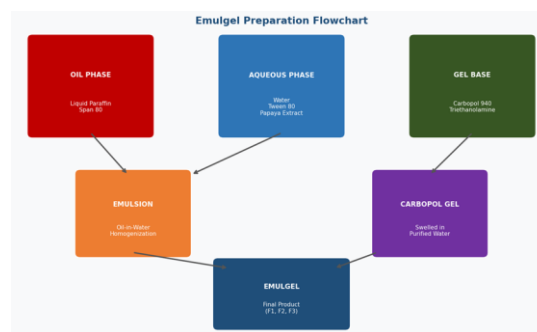 Emulgel Preparation Flowchart
OIL PHASE
Liquid Paraffin
Span 80
AQUEOUS PHASE
Water
Tween 80
Papaya Extract
GEL BASE
Carbopol 940
Triethanolamine
EMULSION
Oil-in-Water
Homogenization
CARBOPOL GEL
Swelled in
Purified Water
EMULGEL
Final Product
(F1, F2, F3)